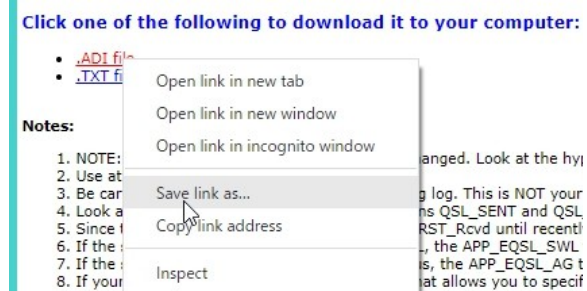 Click one of the following to download it to your computer:
.ADI file
.TXT fi
Open link in new tab
Open link in new window
Open link in incognito window
Save link as...
Copy link address
Inspect
Notes:
1. NOTE: anged. Look at the hyp
2. Use at
3. Be car g log. This is NOT your
4. Look a ns QSL_SENT and QSL_
5. Since t RST_Rcvd until recentl
6. If the s , the APP_EQSL_SWL
7. If the s us, the APP_EQSL_AG t
8. If your hat allows you to specif